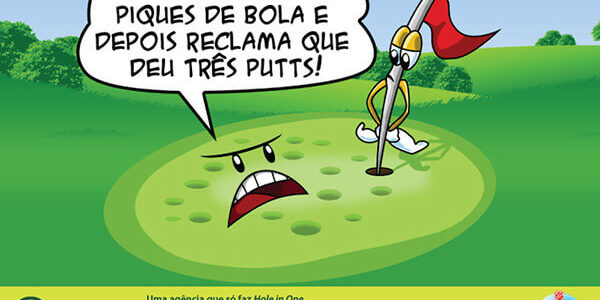 PIQUES DE BOLA E
DEPOIS RECLAMA QUE
DEU TRÊS PUTTS!
Uma agência que só faz Hole in One